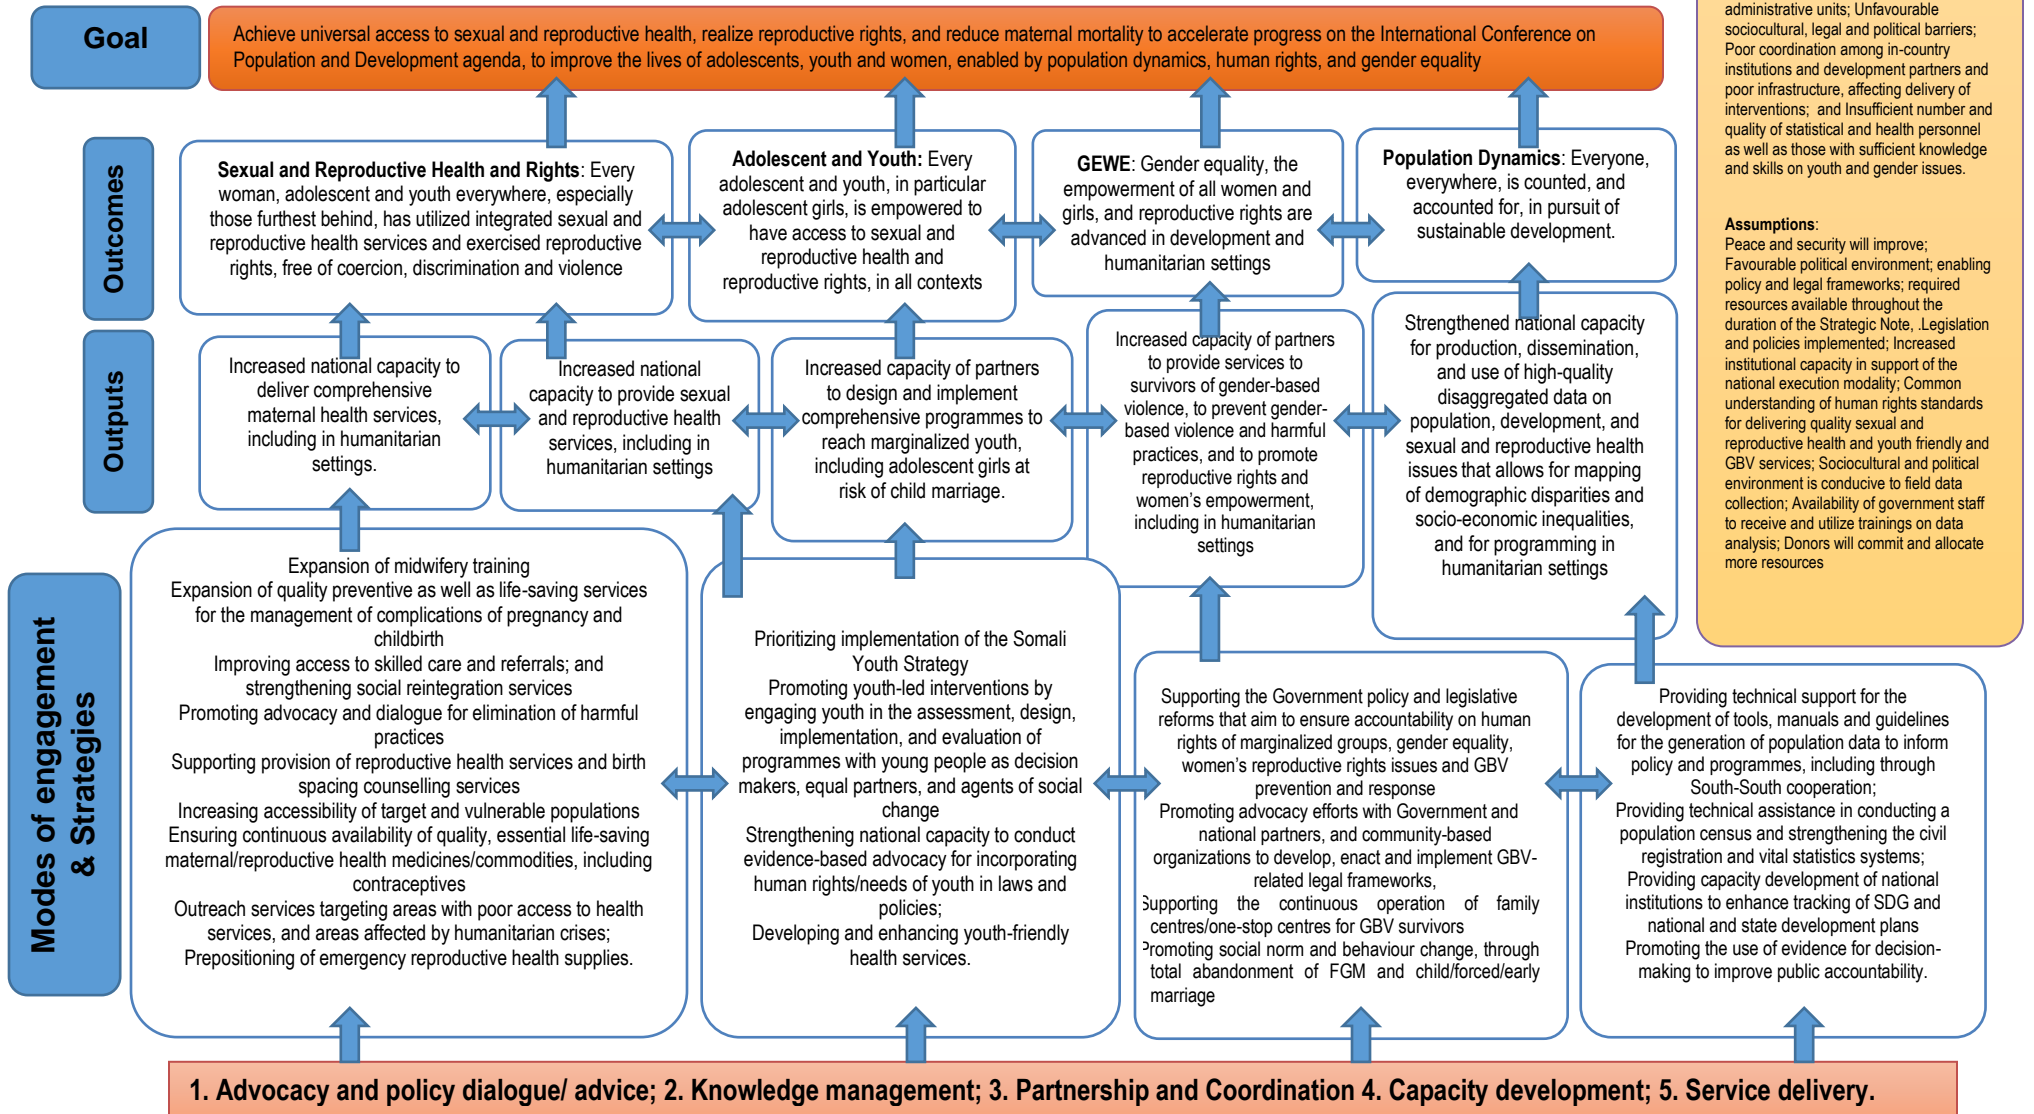 Goal
Achieve universal access to sexual and reproductive health, realize reproductive rights, and reduce maternal mortality to accelerate progress on the International Conference on
Population and Development agenda, to improve the lives of adolescents, youth and women, enabled by population dynamics, human rights, and gender equality
Outcomes
Sexual and Reproductive Health and Rights: Every
woman, adolescent and youth everywhere, especially
those furthest behind, has utilized integrated sexual and
reproductive health services and exercised reproductive
rights, free of coercion, discrimination and violence
Adolescent and Youth: Every
adolescent and youth, in particular
adolescent girls, is empowered to
have access to sexual and
reproductive health and
reproductive rights, in all contexts
GEWE: Gender equality, the
empowerment of all women and
girls, and reproductive rights are
advanced in development and
humanitarian settings
Population Dynamics: Everyone,
everywhere, is counted, and
accounted for, in pursuit of
sustainable development.
Outputs
Increased national capacity to
deliver comprehensive
maternal health services,
including in humanitarian
settings.
Increased national
capacity to provide sexual
and reproductive health
services, including in
humanitarian settings
Increased capacity of partners
to design and implement
comprehensive programmes to
reach marginalized youth,
including adolescent girls at
risk of child marriage.
Increased capacity of partners
to provide services to
survivors of gender-based
violence, to prevent gender-
based violence and harmful
practices, and to promote
reproductive rights and
women's empowerment,
including in humanitarian
settings
Strengthened national capacity
for production, dissemination,
and use of high-quality
disaggregated data on
population, development, and
sexual and reproductive health
issues that allows for mapping
of demographic disparities and
socio-economic inequalities,
and for programming in
humanitarian settings
Modes of engagement
& Strategies
Expansion of midwifery training
Expansion of quality preventive as well as life-saving services
for the management of complications of pregnancy and
childbirth
Improving access to skilled care and referrals; and
strengthening social reintegration services
Promoting advocacy and dialogue for elimination of harmful
practices
Supporting provision of reproductive health services and birth
spacing counselling services
Increasing accessibility of target and vulnerable populations
Ensuring continuous availability of quality, essential life-saving
maternal/reproductive health medicines/commodities, including
contraceptives
Outreach services targeting areas with poor access to health
services, and areas affected by humanitarian crises;
Prepositioning of emergency reproductive health supplies.
Prioritizing implementation of the Somali
Youth Strategy
Promoting youth-led interventions by
engaging youth in the assessment, design,
implementation, and evaluation of
programmes with young people as decision
makers, equal partners, and agents of social
change
Strengthening national capacity to conduct
evidence-based advocacy for incorporating
human rights/needs of youth in laws and
policies;
Developing and enhancing youth-friendly
health services.
Supporting the Government policy and legislative
reforms that aim to ensure accountability on human
rights of marginalized groups, gender equality,
women's reproductive rights issues and GBV
prevention and response
Promoting advocacy efforts with Government and
national partners, and community-based
organizations to develop, enact and implement GBV-
related legal frameworks,
Supporting the continuous operation of family
centres/one-stop centres for GBV survivors
Promoting social norm and behaviour change, through
total abandonment of FGM and child/forced/early
marriage
Providing technical support for the
development of tools, manuals and guidelines
for the generation of population data to inform
policy and programmes, including through
South-South cooperation;
Providing technical assistance in conducting a
population census and strengthening the civil
registration and vital statistics systems;
Providing capacity development of national
institutions to enhance tracking of SDG and
national and state development plans
Promoting the use of evidence for decision-
making to improve public accountability.
1. Advocacy and policy dialogue/ advice; 2. Knowledge management; 3. Partnership and Coordination 4. Capacity development; 5. Service delivery.
administrative units; Unfavourable
sociocultural, legal and political barriers;
Poor coordination among in-country
institutions and development partners and
poor infrastructure, affecting delivery of
interventions; and Insufficient number and
quality of statistical and health personnel
as well as those with sufficient knowledge
and skills on youth and gender issues.
Assumptions:
Peace and security will improve;
Favourable political environment; enabling
policy and legal frameworks; required
resources available throughout the
duration of the Strategic Note, .Legislation
and policies implemented; Increased
institutional capacity in support of the
national execution modality; Common
understanding of human rights standards
for delivering quality sexual and
reproductive health and youth friendly and
GBV services; Sociocultural and political
environment is conducive to field data
collection; Availability of government staff
to receive and utilize trainings on data
analysis; Donors will commit and allocate
more resources